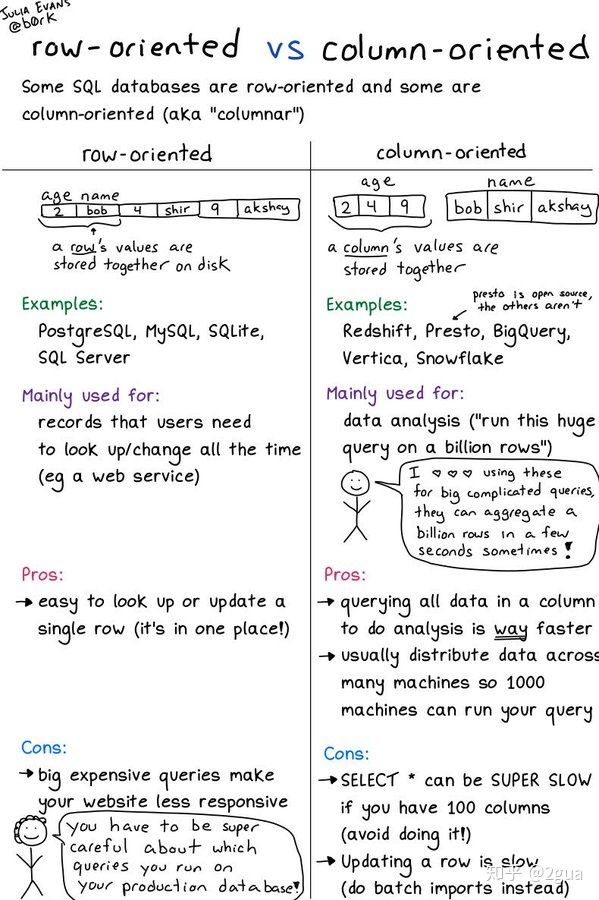 JULIA EVANS
@b0rk
row-oriented vs column-oriented
Some SQL databases are row-oriented and some are
column-oriented (aka "columnar")
row-oriented
age name
2 bob 4 shir 9 akshay
a row's values are
stored together on disk
Examples:
PostgreSQL, MySQL, SQLite,
SQL Server
Mainly used for:
records that users need
to look up/change all the time
(eg a web service)
Pros:
→ easy to look up or update a
single row (it's in one place!)
Cons:
→ big expensive queries make
your website less responsive
you have to be super
careful about which
queries you run on
your production database!
column-oriented
age
2 4 9
name
bob shir akshay
a column's values are
stored together
Examples:
presto is open source,
the others aren't
Redshift, Presto, BigQuery,
Vertica, Snowflake
Mainly used for:
data analysis ("run this huge
query on a billion rows")
I ♡ ♡ ♡ using these
for big complicated queries,
they can aggregate a
billion rows in a few
seconds sometimes!
Pros:
→ querying all data in a column
to do analysis is way faster
→ usually distribute data across
many machines so 1000
machines can run your query
Cons:
→ SELECT * can be SUPER SLOW
if you have 100 columns
(avoid doing it!)
→ Updating a row is slow
(do batch imports instead)
知乎 @2gua